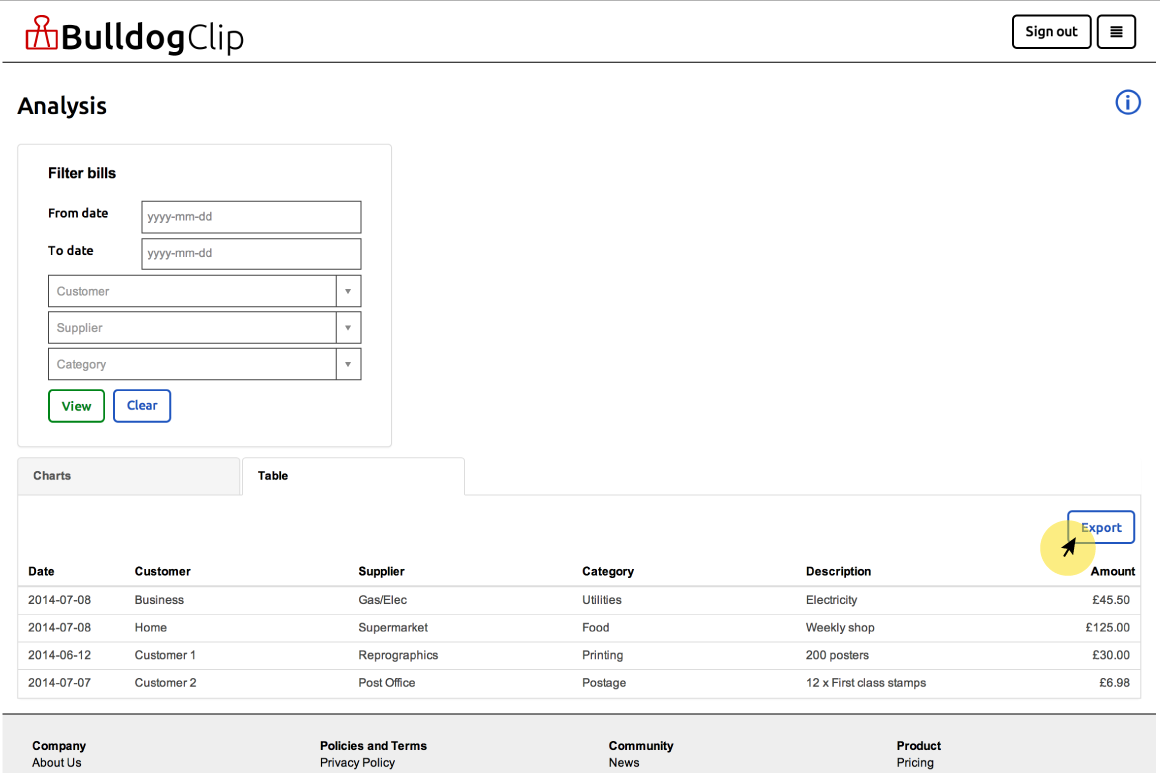 BulldogClip
Sign out
Analysis
Filter bills
From date yyyy-mm-dd
To date yyyy-mm-dd
Customer
Supplier
Category
View Clear
Charts Table
Export
Date Customer Supplier Category Description Amount
2014-07-08 Business Gas/Elec Utilities Electricity £45.50
2014-07-08 Home Supermarket Food Weekly shop £125.00
2014-06-12 Customer 1 Reprographics Printing 200 posters £30.00
2014-07-07 Customer 2 Post Office Postage 12 x First class stamps £6.98
Company Policies and Terms Community Product
About Us Privacy Policy News Pricing